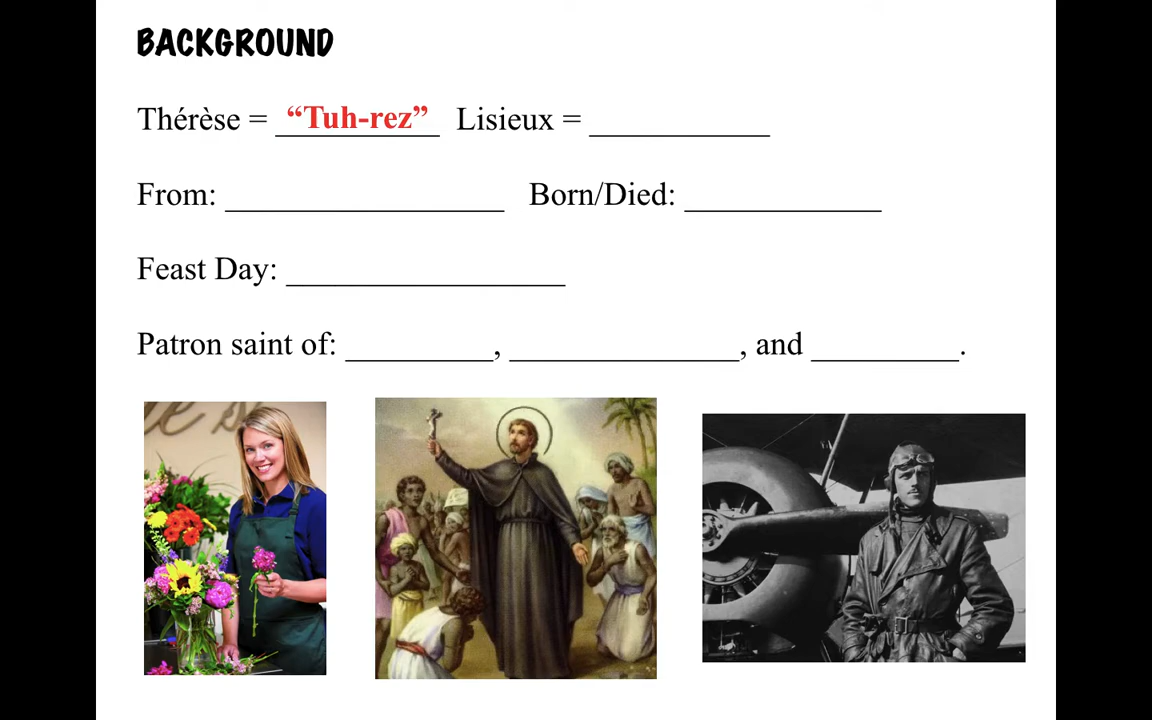 BACKGROUND
Thérèse = “Tuh-rez” Lisieux = ___________
From: _________________ Born/Died: ____________
Feast Day: _________________
Patron saint of: _________, ______________, and _________.